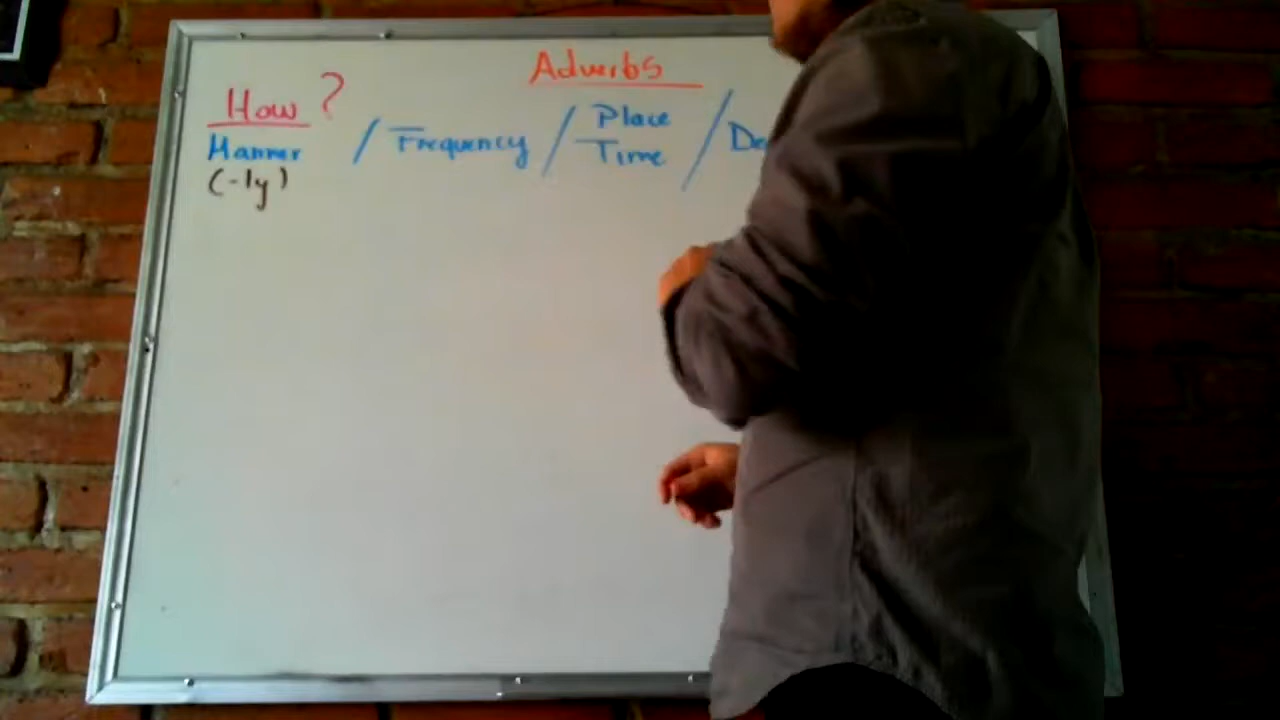 Adverbs
How ?
Manner / Frequency / Place Time /
(-ly)